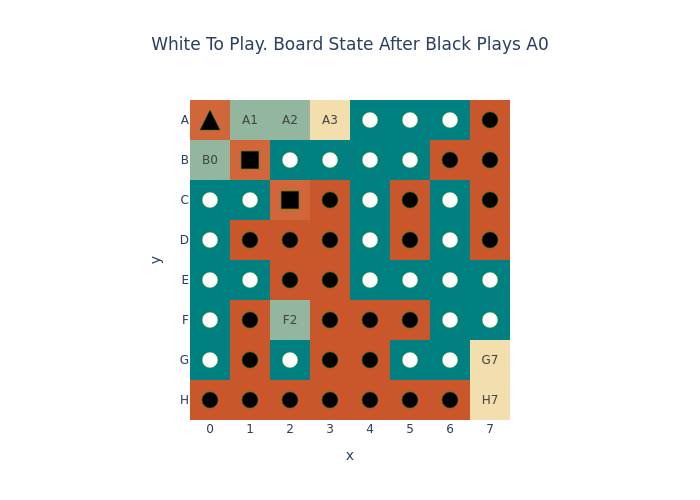 White To Play. Board State After Black Plays A0
A A1 A2 A3
B B0
C
D
y
E
F F2
G G7
H H7
0 1 2 3 4 5 6 7
x